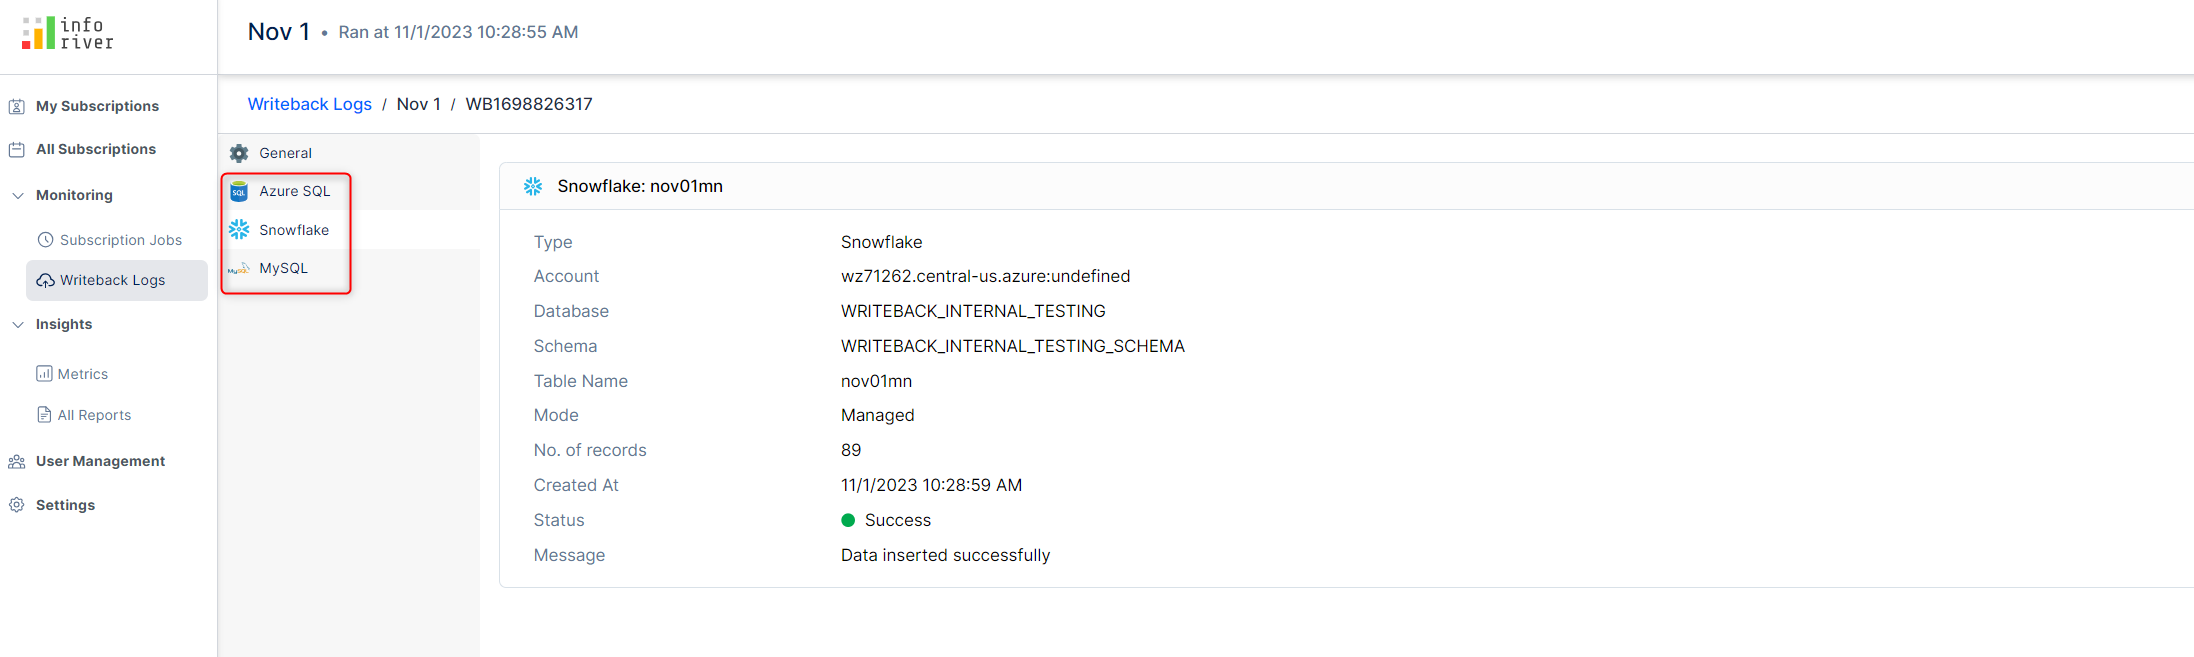 info
river
Nov 1 • Ran at 11/1/2023 10:28:55 AM
My Subscriptions
All Subscriptions
Monitoring
Subscription Jobs
Writeback Logs
Insights
Metrics
All Reports
User Management
Settings
Writeback Logs / Nov 1 / WB1698826317
General
SQL Azure SQL
Snowflake
MySQL MySQL
Snowflake: nov01mn
Type Snowflake
Account wz71262.central-us.azure:undefined
Database WRITEBACK_INTERNAL_TESTING
Schema WRITEBACK_INTERNAL_TESTING_SCHEMA
Table Name nov01mn
Mode Managed
No. of records 89
Created At 11/1/2023 10:28:59 AM
Status Success
Message Data inserted successfully